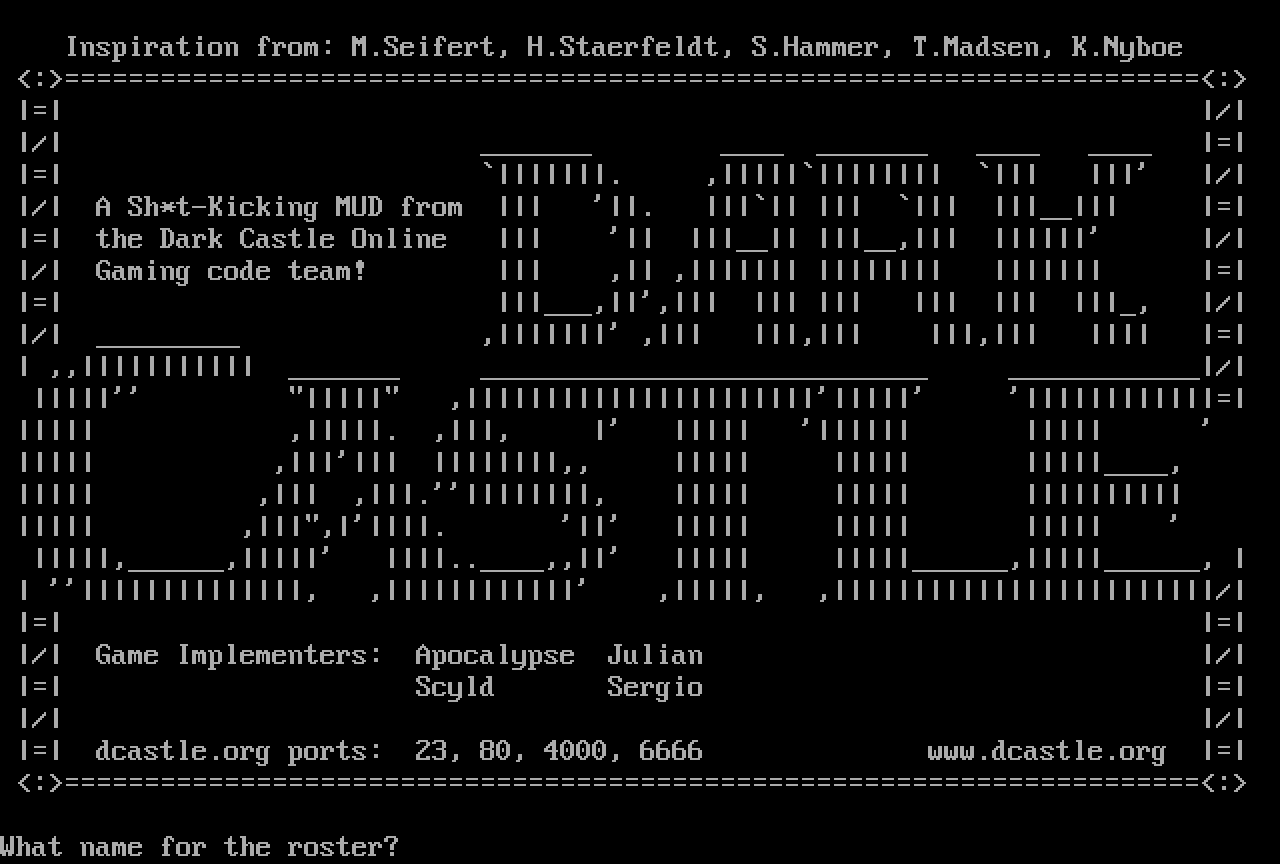 Inspiration from: M.Seifert, H.Staerfeldt, S.Hammer, T.Madsen, K.Nyboe
DARK
A Sh*t-Kicking MUD from
the Dark Castle Online
Gaming code team!
CASTLE
Game Implementers: Apocalypse Julian
Scyld Sergio
dcastle.org ports: 23, 80, 4000, 6666 www.dcastle.org
What name for the roster?